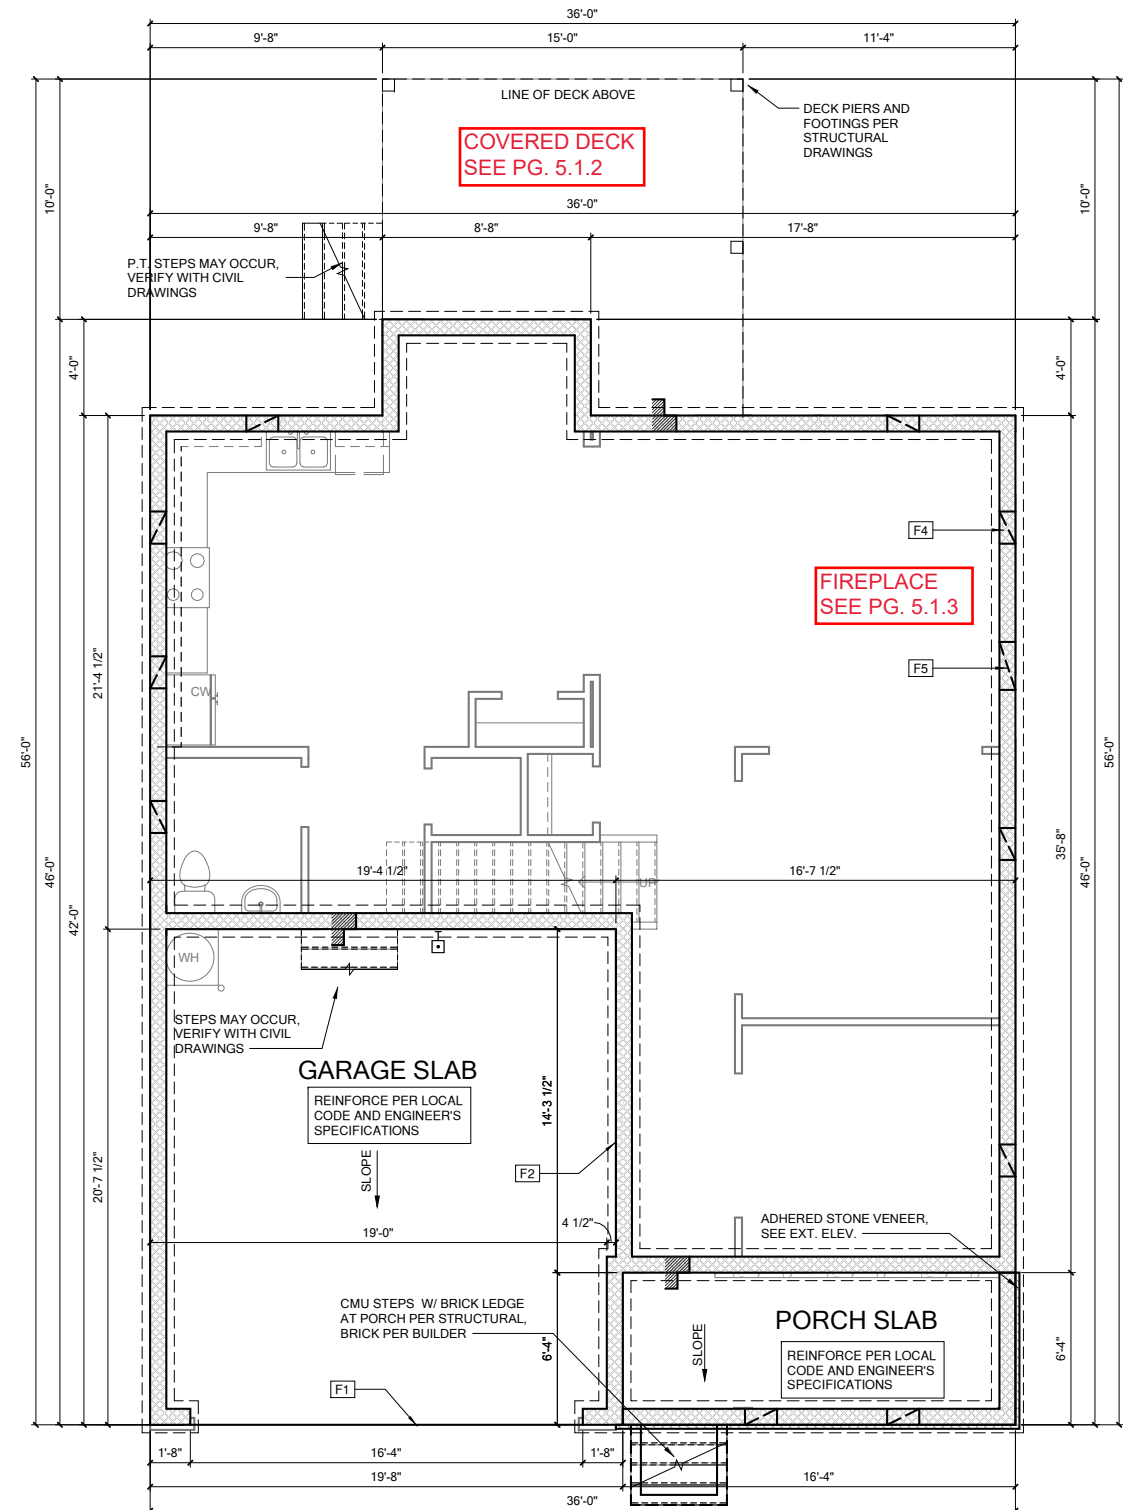 36'-0"
9'-8"
15'-0"
11'-4"
LINE OF DECK ABOVE
DECK PIERS AND
FOOTINGS PER
STRUCTURAL
DRAWINGS
COVERED DECK
SEE PG. 5.1.2
10'-0"
10'-0"
36'-0"
9'-8"
8'-8"
17'-8"
P.T. STEPS MAY OCCUR,
VERIFY WITH CIVIL
DRAWINGS
4'-0"
4'-0"
F4
FIREPLACE
SEE PG. 5.1.3
F5
21'-4 1/2"
CW
56'-0"
56'-0"
46'-0"
42'-0"
35'-8"
46'-0"
19'-4 1/2"
16'-7 1/2"
UP
WH
STEPS MAY OCCUR,
VERIFY WITH CIVIL
DRAWINGS
GARAGE SLAB
REINFORCE PER LOCAL
CODE AND ENGINEER'S
SPECIFICATIONS
SLOPE
14'-3 1/2"
F2
20'-7 1/2"
19'-0"
4 1/2"
ADHERED STONE VENEER,
SEE EXT. ELEV.
CMU STEPS W/ BRICK LEDGE
AT PORCH PER STRUCTURAL,
BRICK PER BUILDER
6'-4"
PORCH SLAB
SLOPE
REINFORCE PER LOCAL
CODE AND ENGINEER'S
SPECIFICATIONS
6'-4"
F1
1'-8"
16'-4"
1'-8"
19'-8"
16'-4"
36'-0"